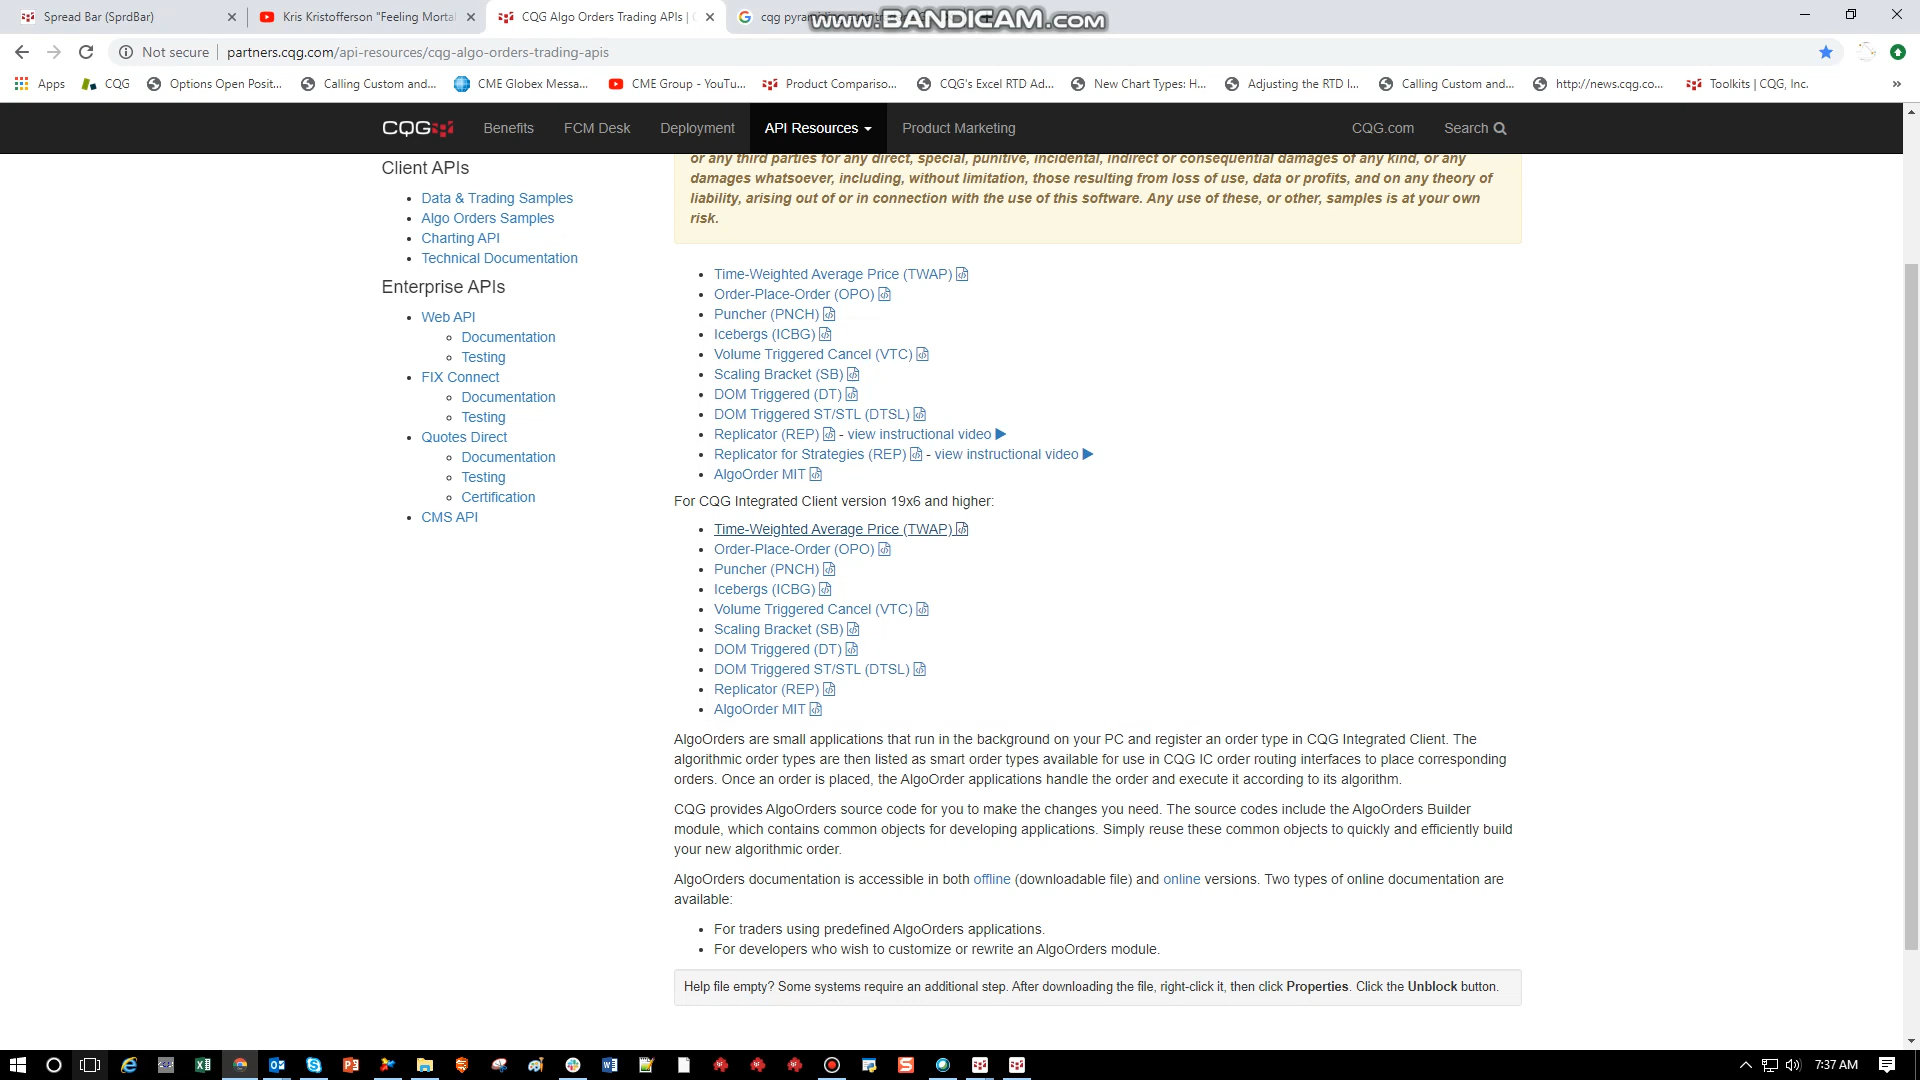 Spread Bar (SprdBar)
Kris Kristofferson "Feeling Morta
CQG Algo Orders Trading APIs |
cqg py
www.BANDICAM.com
Not secure
partners.cqg.com/api-resources/cqg-algo-orders-trading-apis
Apps
CQG
Options Open Posit...
Calling Custom and...
CME Globex Messa...
CME Group - YouTu...
Product Compariso...
CQG's Excel RTD Ad...
New Chart Types: H...
Adjusting the RTD I...
Calling Custom and...
http://news.cqg.co...
Toolkits | CQG, Inc.
»
CQG
Benefits
FCM Desk
Deployment
API Resources
Product Marketing
CQG.com
Search
Client APIs
Data & Trading Samples
Algo Orders Samples
Charting API
Technical Documentation
Enterprise APIs
Web API
Documentation
Testing
FIX Connect
Documentation
Testing
Quotes Direct
Documentation
Testing
Certification
CMS API
or any third parties for any direct, special, punitive, incidental, indirect or consequential damages of any kind, or any
damages whatsoever, including, without limitation, those resulting from loss of use, data or profits, and on any theory of
liability, arising out of or in connection with the use of this software. Any use of these, or other, samples is at your own
risk.
Time-Weighted Average Price (TWAP)
Order-Place-Order (OPO)
Puncher (PNCH)
Icebergs (ICBG)
Volume Triggered Cancel (VTC)
Scaling Bracket (SB)
DOM Triggered (DT)
DOM Triggered ST/STL (DTSL)
Replicator (REP) - view instructional video
Replicator for Strategies (REP) - view instructional video
AlgoOrder MIT
For CQG Integrated Client version 19x6 and higher:
Time-Weighted Average Price (TWAP)
Order-Place-Order (OPO)
Puncher (PNCH)
Icebergs (ICBG)
Volume Triggered Cancel (VTC)
Scaling Bracket (SB)
DOM Triggered (DT)
DOM Triggered ST/STL (DTSL)
Replicator (REP)
AlgoOrder MIT
AlgoOrders are small applications that run in the background on your PC and register an order type in CQG Integrated Client. The
algorithmic order types are then listed as smart order types available for use in CQG IC order routing interfaces to place corresponding
orders. Once an order is placed, the AlgoOrder applications handle the order and execute it according to its algorithm.
CQG provides AlgoOrders source code for you to make the changes you need. The source codes include the AlgoOrders Builder
module, which contains common objects for developing applications. Simply reuse these common objects to quickly and efficiently build
your new algorithmic order.
AlgoOrders documentation is accessible in both offline (downloadable file) and online versions. Two types of online documentation are
available:
For traders using predefined AlgoOrders applications.
For developers who wish to customize or rewrite an AlgoOrders module.
Help file empty? Some systems require an additional step. After downloading the file, right-click it, then click Properties. Click the Unblock button.
7:37 AM